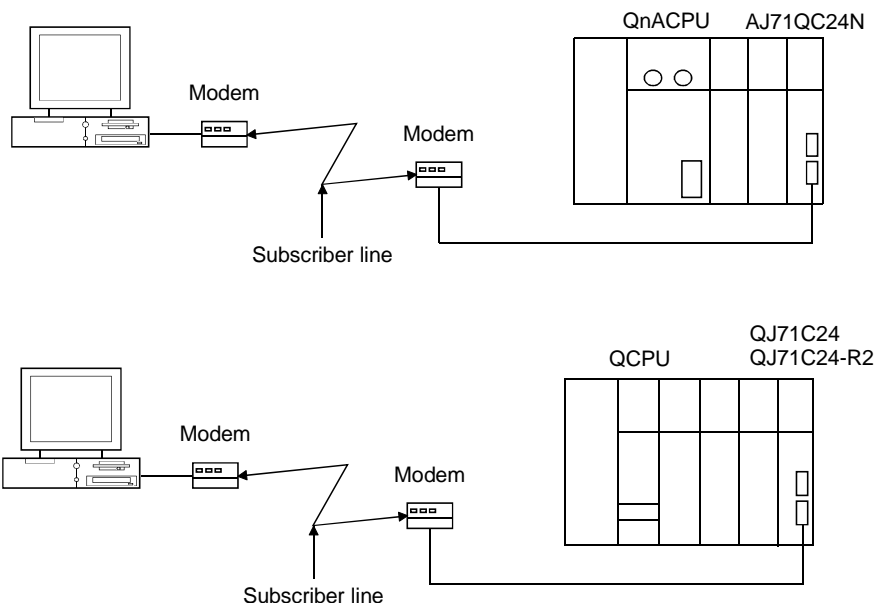 QnACPU AJ71QC24N
Modem
Modem
Subscriber line
QJ71C24
QCPU QJ71C24-R2
Modem
Modem
Subscriber line